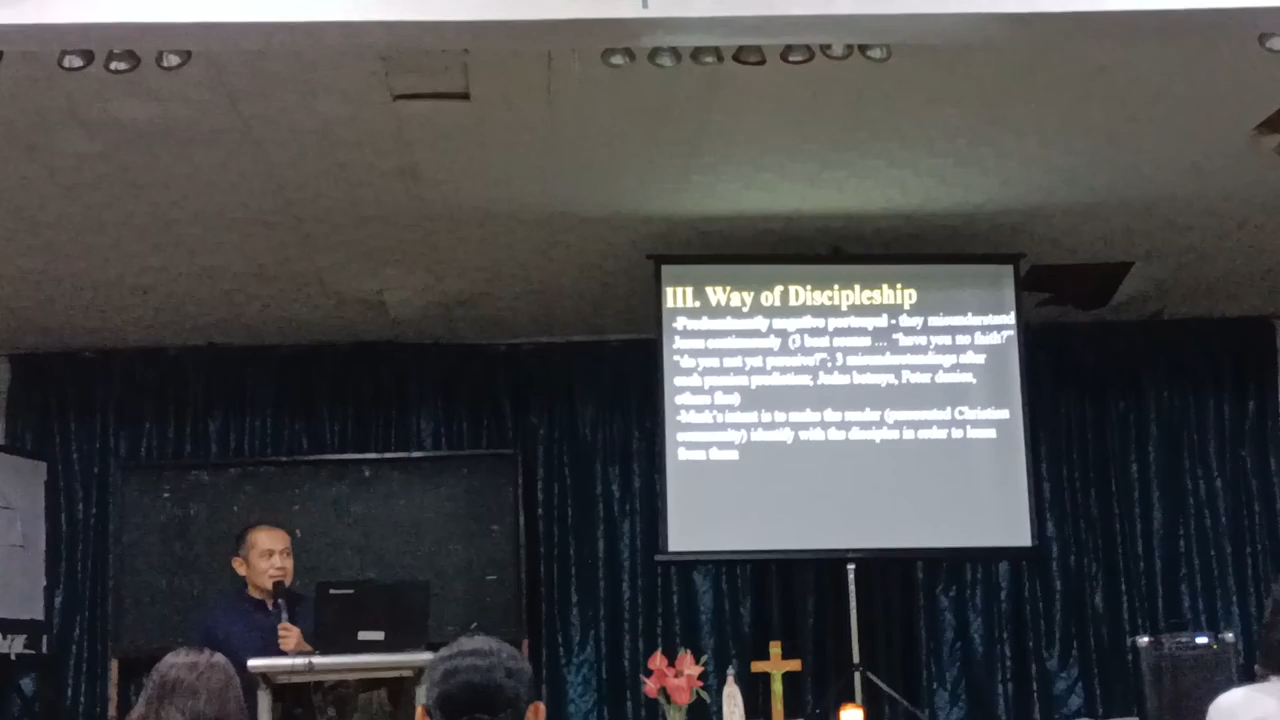 III. Way of Discipleship
-Predominantly negative portrayal - they misunderstand
Jesus continuously (3 boat scenes ... "have you no faith?"
"do you not yet perceive?"; 3 misunderstandings after
each passion prediction; Judas betrays, Peter denies,
others flee)
-Mark's intent is to make the reader (persecuted Christian
community) identify with the disciples in order to learn
from them